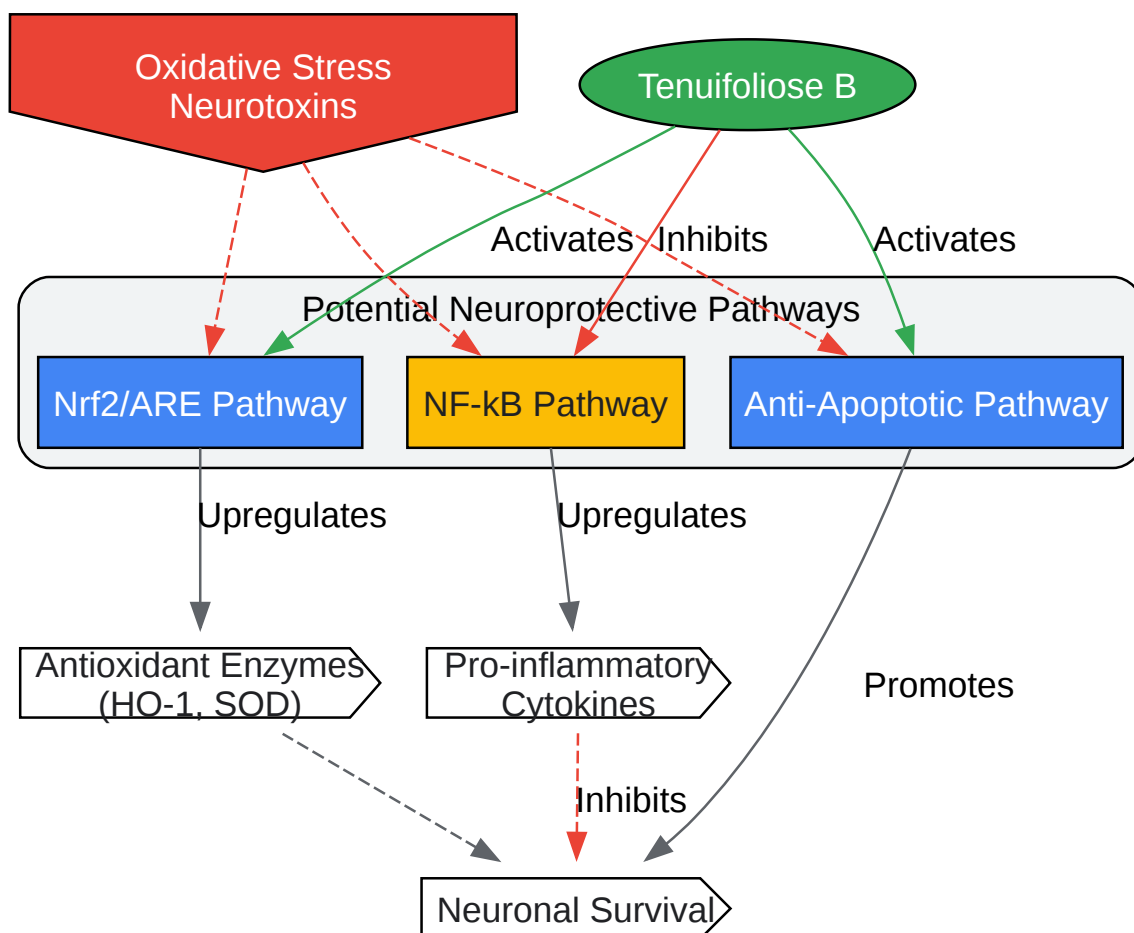 Oxidative Stress
Neurotoxins
Tenuifoliose B
Activates
Inhibits
Activates
Potential Neuroprotective Pathways
Nrf2/ARE Pathway
NF-kB Pathway
Anti-Apoptotic Pathway
Upregulates
Upregulates
Antioxidant Enzymes
(HO-1, SOD)
Pro-inflammatory
Cytokines
Promotes
Inhibits
Neuronal Survival